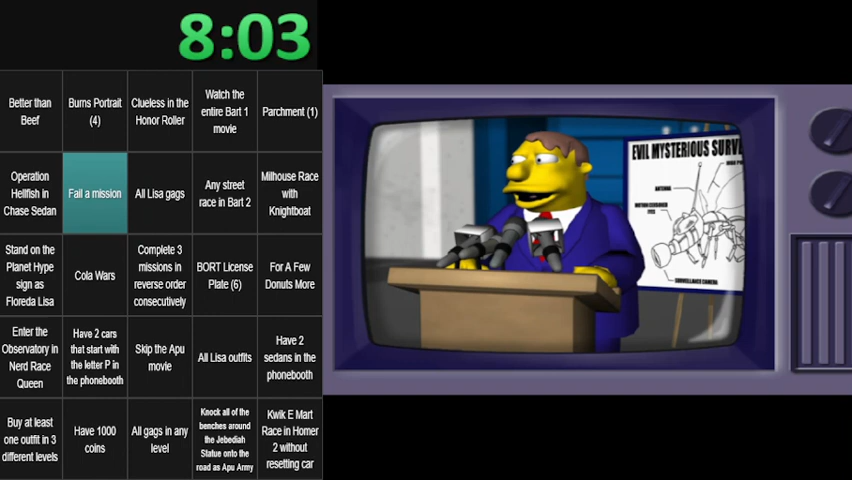 8:03
Better than
Beef
Burns Portrait
(4)
Clueless in the
Honor Roller
Watch the
entire Bart 1
movie
Parchment (1)
Operation
Hellfish in
Chase Sedan
Fail a mission
All Lisa gags
Any street
race in Bart 2
Milhouse Race
with
Knightboat
Stand on the
Planet Hype
sign as
Floreda Lisa
Cola Wars
Complete 3
missions in
reverse order
consecutively
BORT License
Plate (6)
For A Few
Donuts More
Enter the
Observatory in
Nerd Race
Queen
Have 2 cars
that start with
the letter P in
the phonebooth
Skip the Apu
movie
All Lisa outfits
Have 2
sedans in the
phonebooth
Buy at least
one outfit in 3
different levels
Have 1000
coins
All gags in any
level
Knock all of the
benches around
the Jebediah
Statue onto the
road as Apu Army
Kwik E Mart
Race in Homer
2 without
resetting car
EVIL MYSTERIOUS SURV
ANTENNA
SURVEILLANCE CAMERA